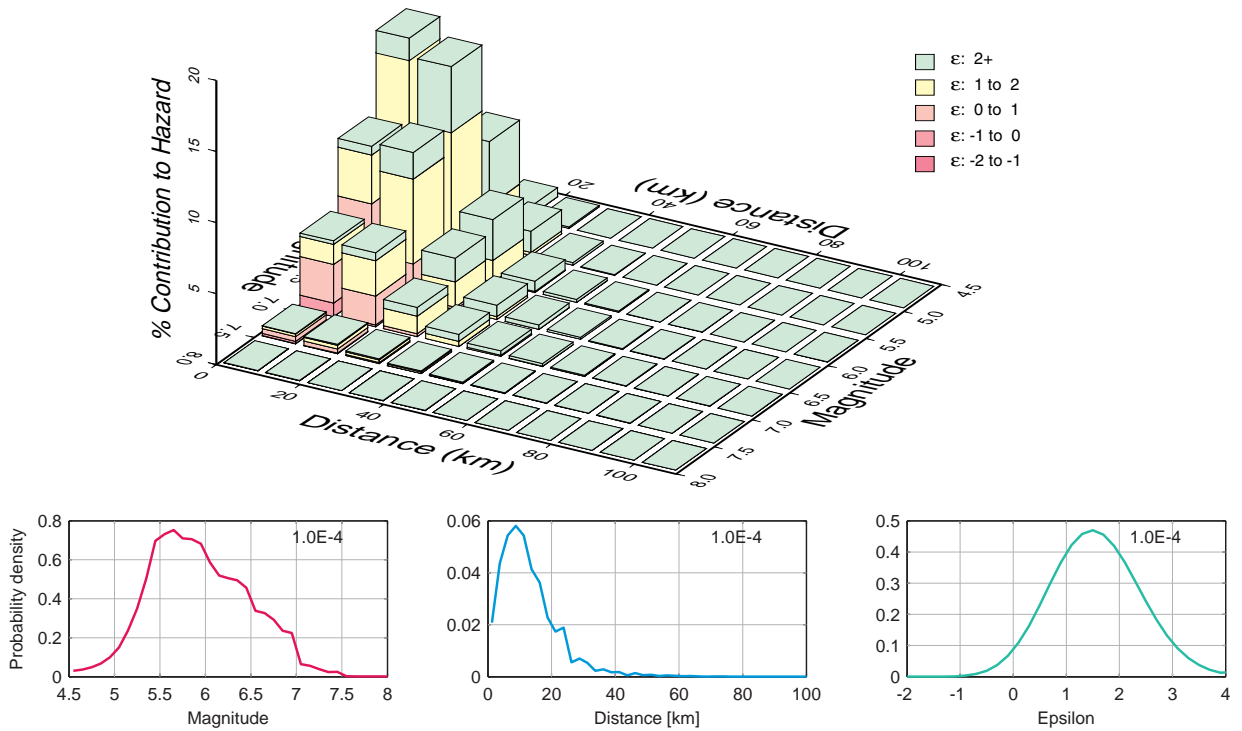 % Contribution to Hazard
20
15
10
5
0
ε: 2+
ε: 1 to 2
ε: 0 to 1
ε: -1 to 0
ε: -2 to -1
20
40
60
80
100
Distance (km)
4.5
5.0
5.5
6.0
6.5
7.0
7.5
8.0
Magnitude
7.0
7.5
8.0
0
20
40
60
80
100
Distance (km)
Probability density
0.8
0.6
0.4
0.2
0
1.0E-4
4.5 5 5.5 6 6.5 7 7.5 8
Magnitude
0.06
0.04
0.02
0
1.0E-4
0 20 40 60 80 100
Distance [km]
0.5
0.4
0.3
0.2
0.1
0
1.0E-4
-2 -1 0 1 2 3 4
Epsilon